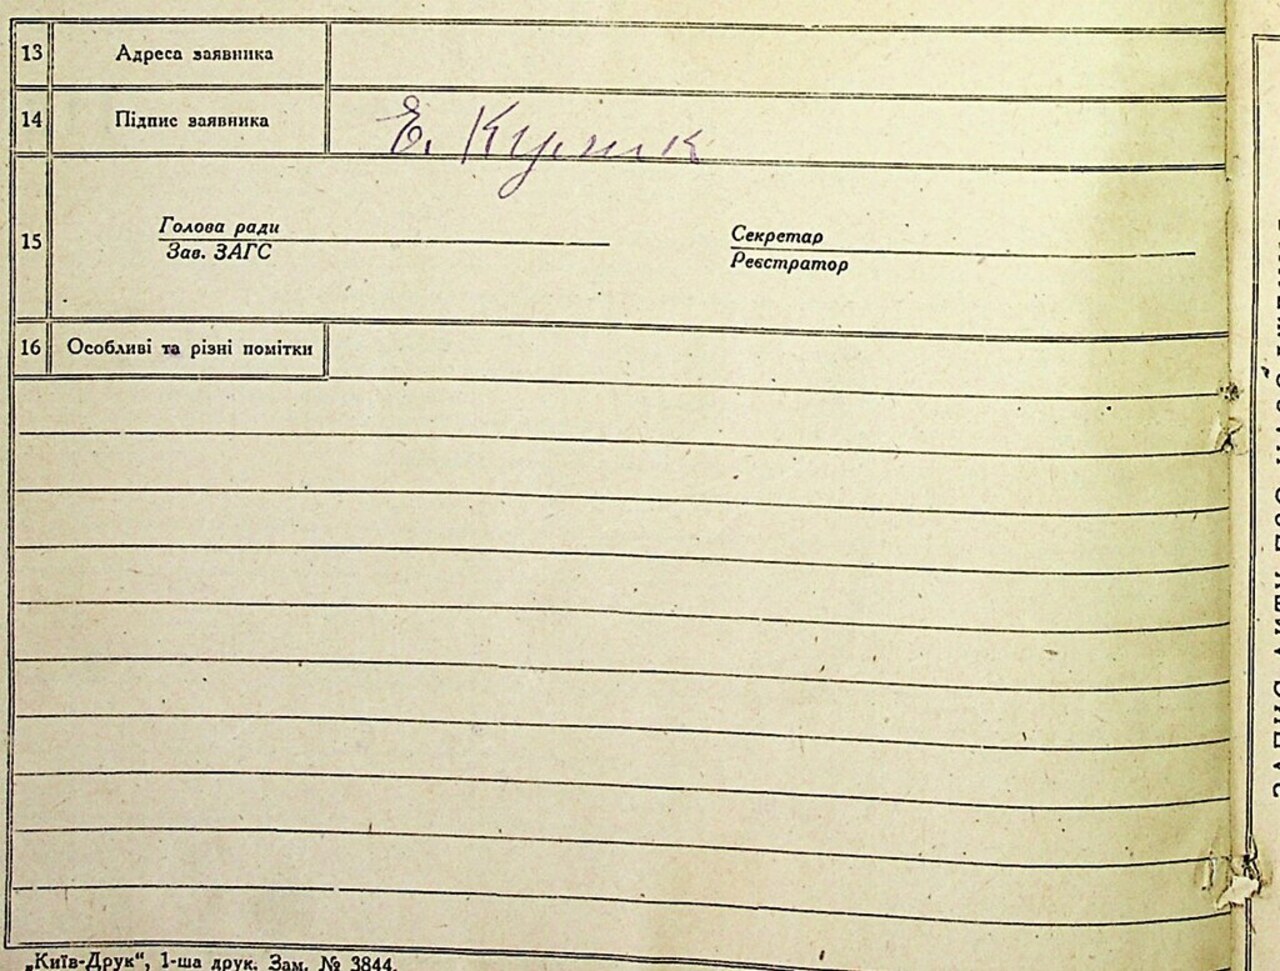 13 Адреса заявника
14 Підпис заявника Е. Кулик
15 Голова ради Секретар
Зав. ЗАГС Реєстратор
16 Особливі та різні помітки
„Київ-Друк“, 1-ша друк. Зам. № 3844.